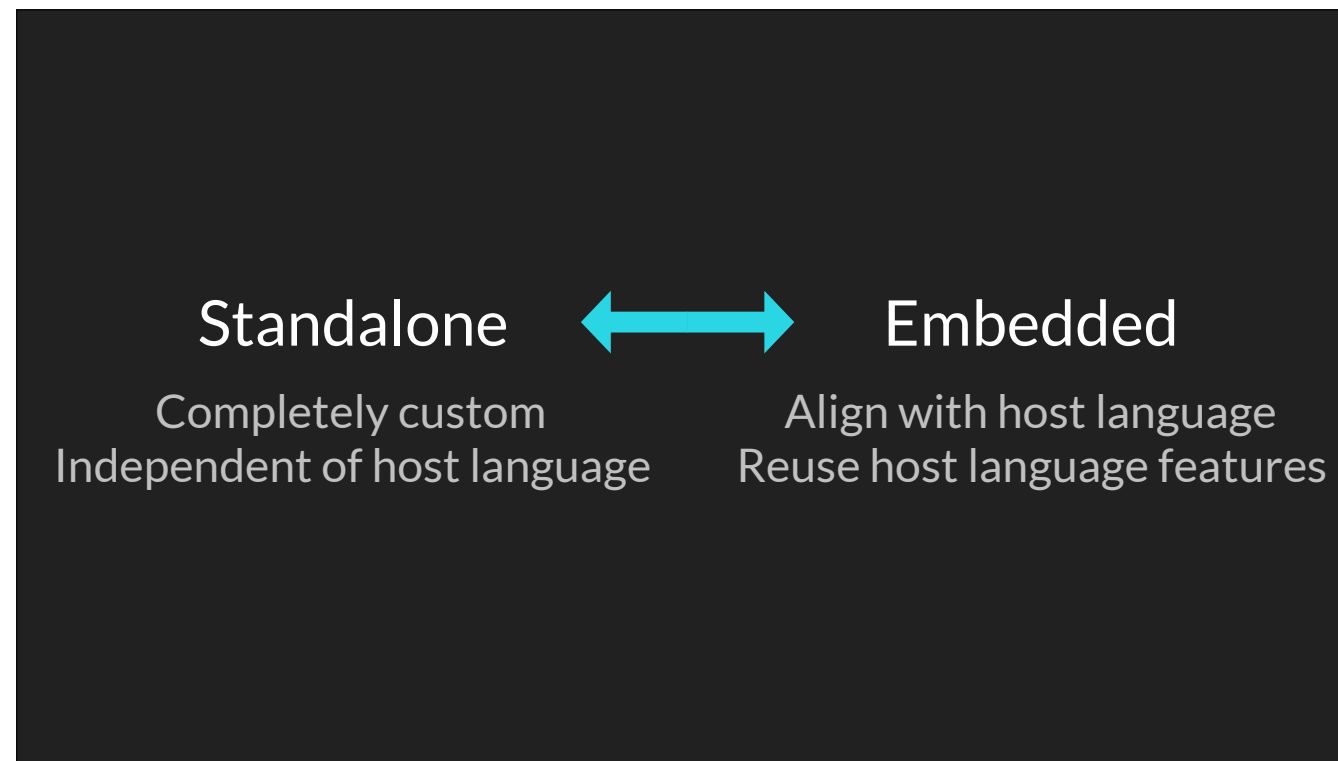 Standalone
Embedded
Completely custom
Independent of host language
Align with host language
Reuse host language features